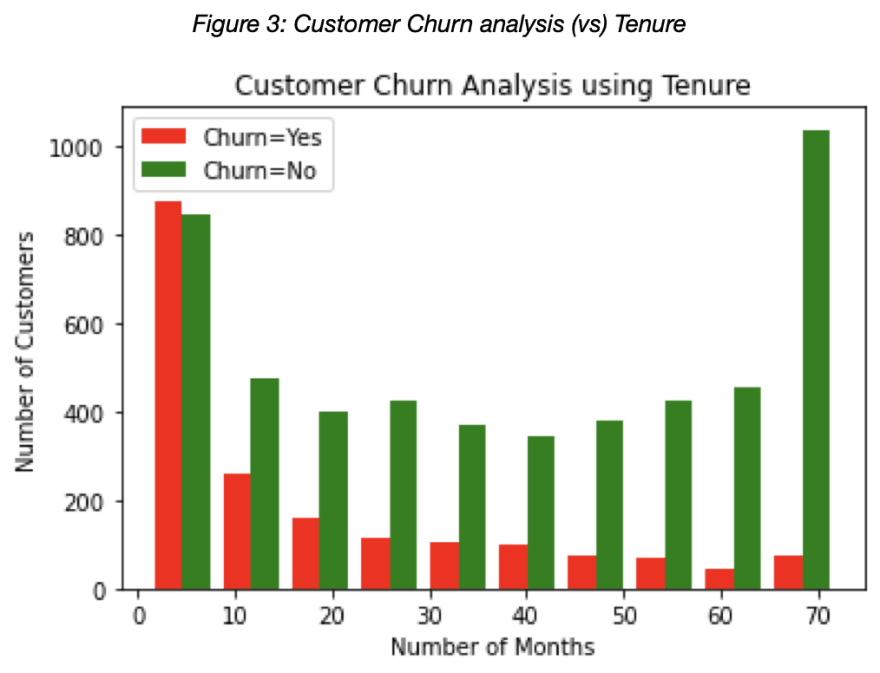 Figure 3: Customer Churn analysis (vs) Tenure
Customer Churn Analysis using Tenure
Churn=Yes
Churn=No
1000
800
600
400
200
0
Number of Customers
0 10 20 30 40 50 60 70
Number of Months